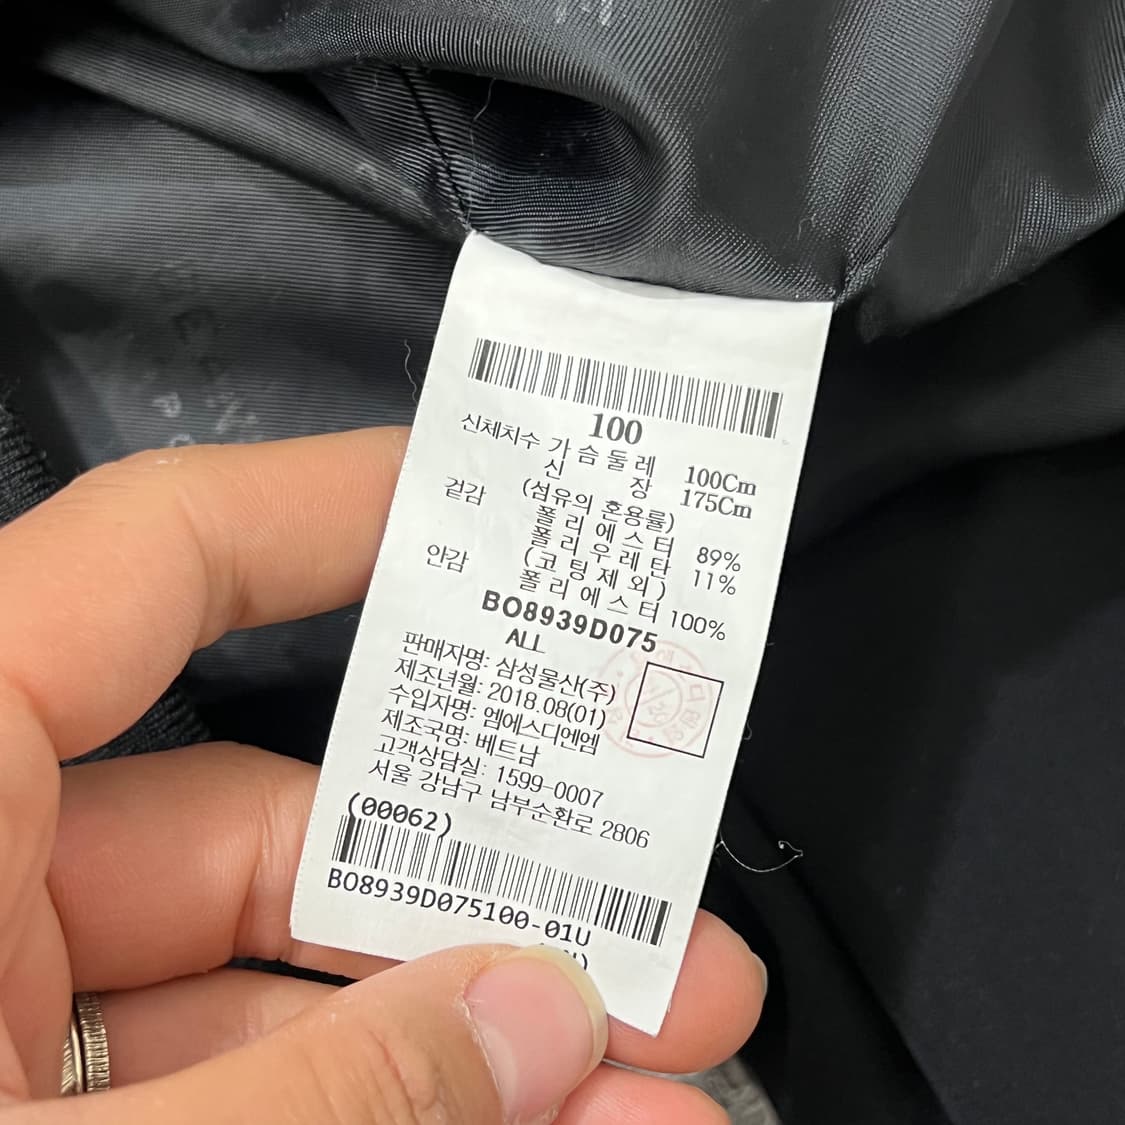 100
신체치수 가슴둘레 100Cm
신장 175Cm
(섬유의 혼용률)
겉감 폴리에스터 89%
폴리우레탄 11%
(코팅제외)
안감 폴리에스터 100%
BO8939D075
ALL
판매자명: 삼성물산(주)
제조년월: 2018.08(01)
수입자명: 엠에스디엔엠
제조국명: 베트남
고객상담실: 1599-0007
서울 강남구 남부순환로 2806
(00062)
BO8939D075100-01U